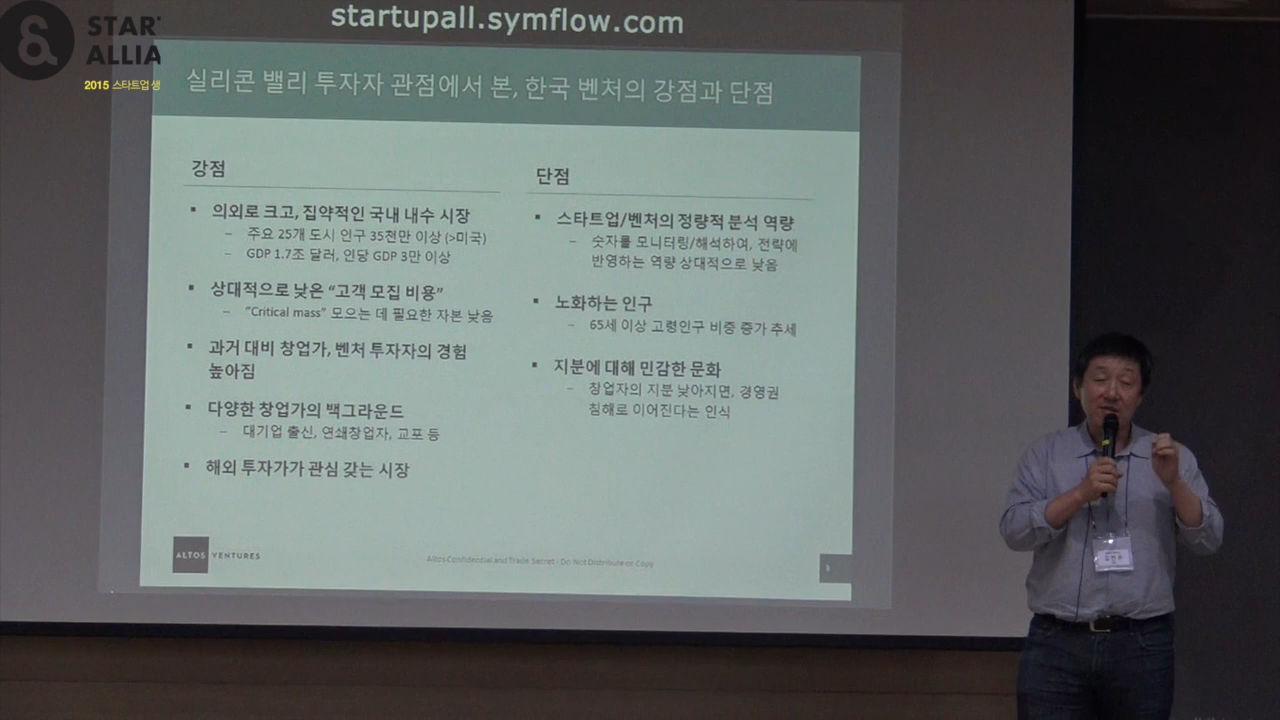 startupall.symflow.com
STAR
ALLIA
2015 스타트업 생
실리콘 밸리 투자자 관점에서 본, 한국 벤처의 강점과 단점
강점
▪ 의외로 크고, 집약적인 국내 내수 시장
– 주요 25개 도시 인구 35천만 이상 (>미국)
– GDP 1.7조 달러, 인당 GDP 3만 이상
▪ 상대적으로 낮은 “고객 모집 비용”
– “Critical mass” 모으는 데 필요한 자본 낮음
▪ 과거 대비 창업가, 벤처 투자자의 경험
높아짐
▪ 다양한 창업가의 백그라운드
– 대기업 출신, 연쇄창업자, 교포 등
▪ 해외 투자가가 관심 갖는 시장
단점
▪ 스타트업/벤처의 정량적 분석 역량
– 숫자를 모니터링/해석하여, 전략에
반영하는 역량 상대적으로 낮음
▪ 노화하는 인구
– 65세 이상 고령인구 비중 증가 추세
▪ 지분에 대해 민감한 문화
– 창업자의 지분 낮아지면, 경영권
침해로 이어진다는 인식
ALTOS VENTURES
Altos Confidential and Trade Secret - Do Not Distribute or Copy